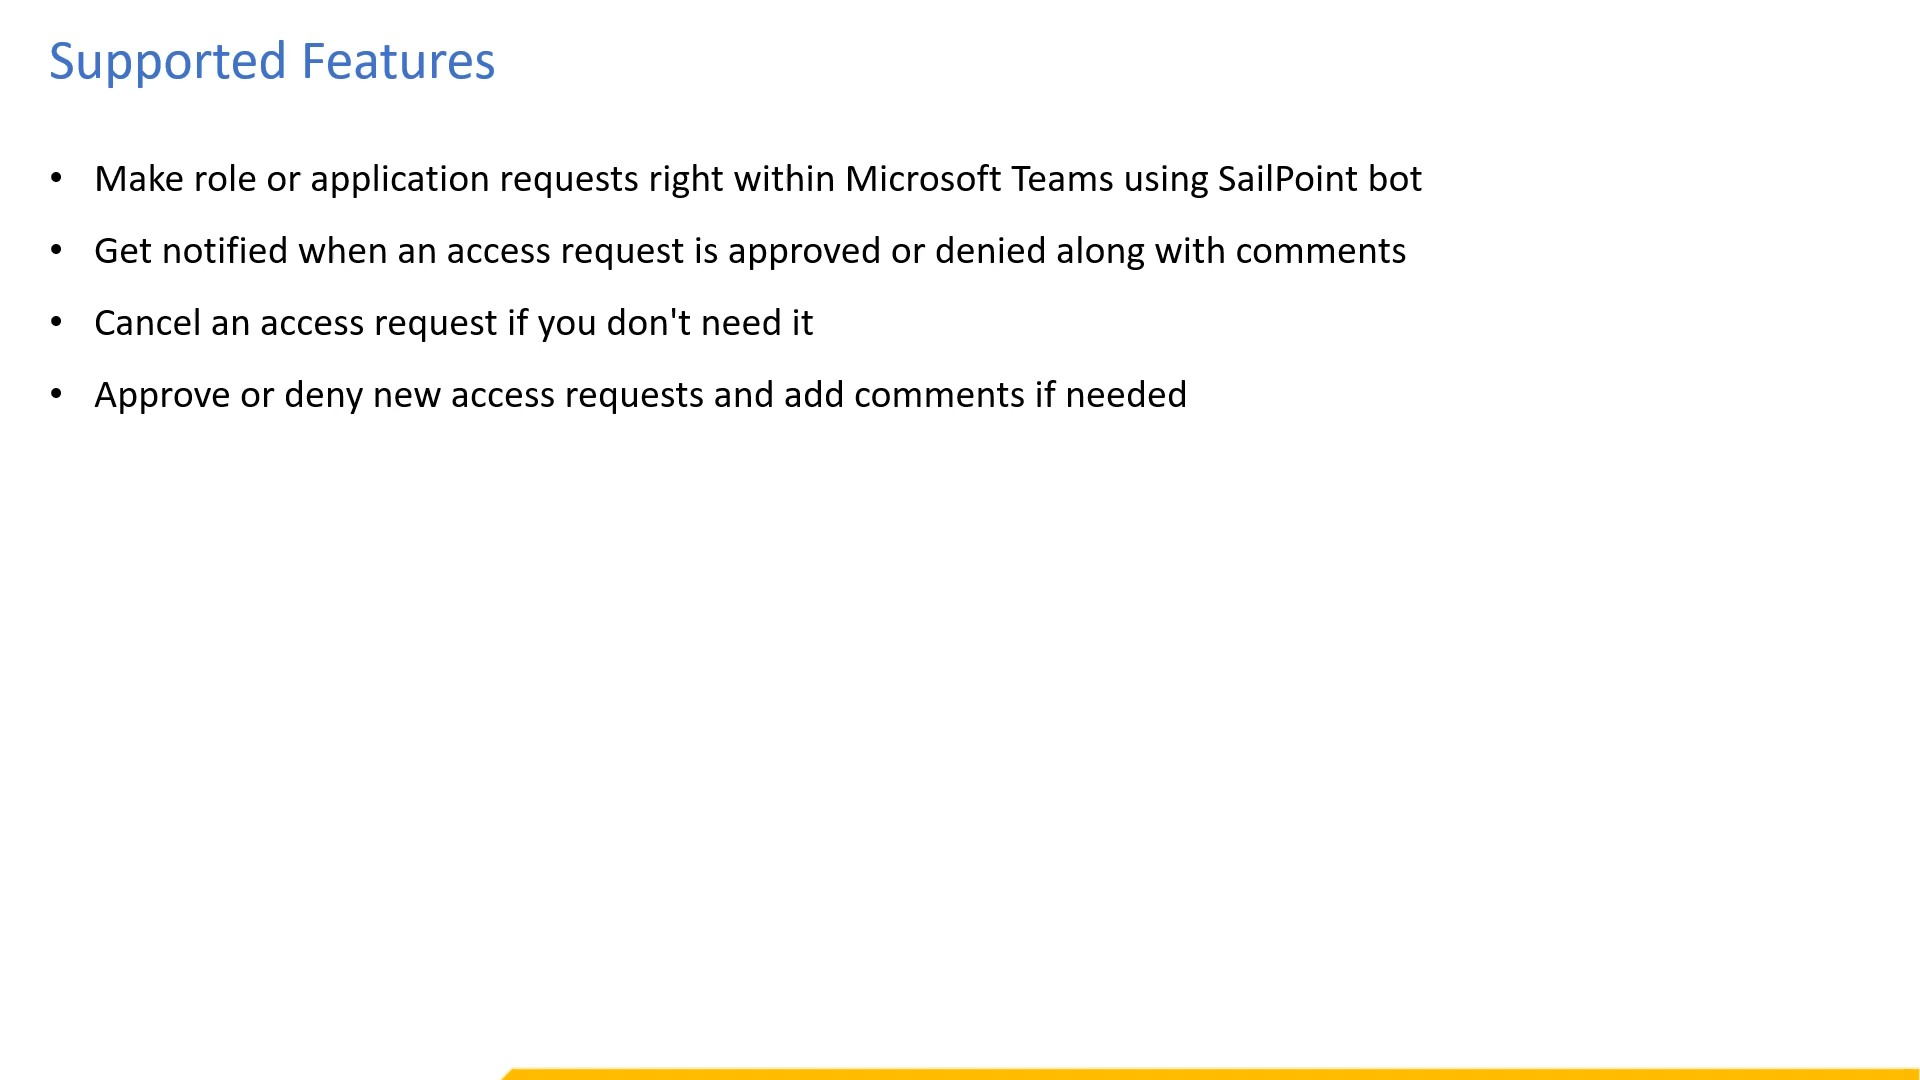 Supported Features
• Make role or application requests right within Microsoft Teams using SailPoint bot
• Get notified when an access request is approved or denied along with comments
• Cancel an access request if you don't need it
• Approve or deny new access requests and add comments if needed